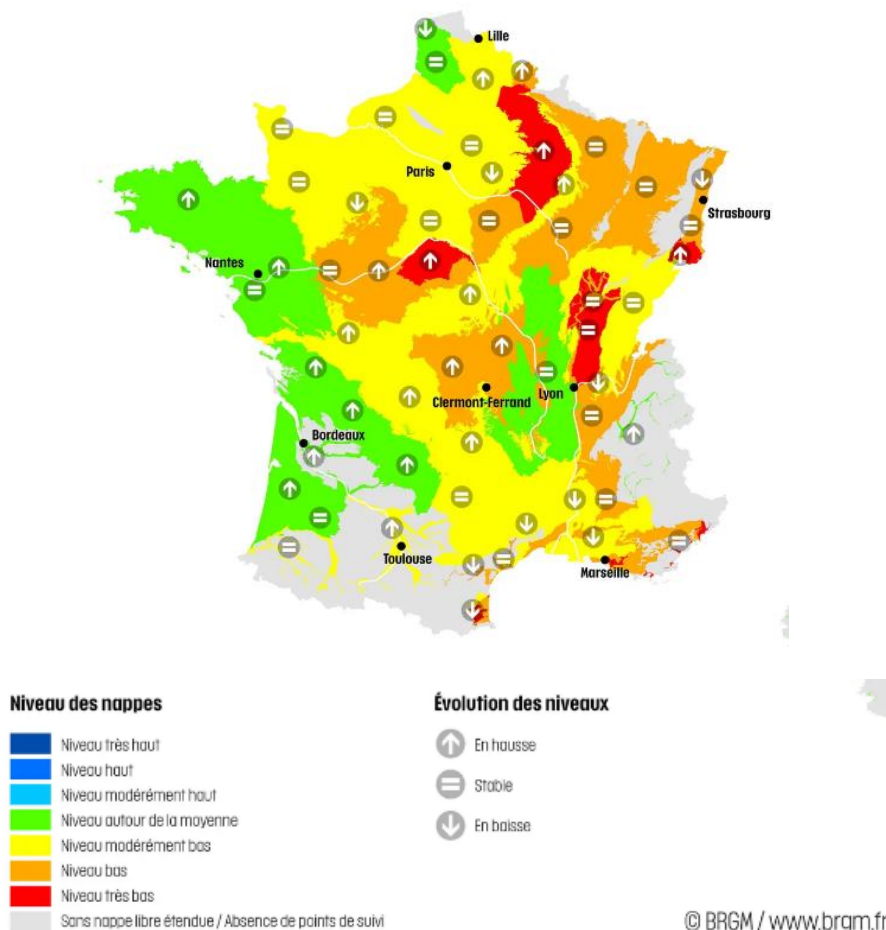 Lille
Paris
Strasbourg
Nantes
Clermont-Ferrand
Lyon
Bordeaux
Toulouse
Marseille
Niveau des nappes
Niveau très haut
Niveau haut
Niveau modérément haut
Niveau autour de la moyenne
Niveau modérément bas
Niveau bas
Niveau très bas
Sans nappe libre étendue / Absence de points de suivi
Évolution des niveaux
En hausse
Stable
En baisse
© BRGM / www.brgm.fr